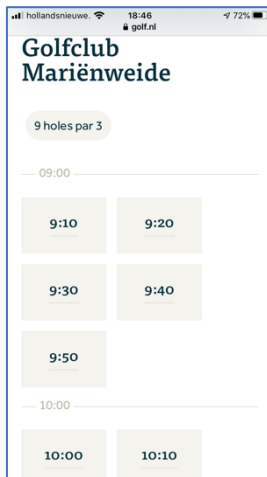 hollandsnieuwe. 18:46 72%
golf.nl
Golfclub
Mariënweide
9 holes par 3
09:00
9:10 9:20
9:30 9:40
9:50
10:00
10:00 10:10